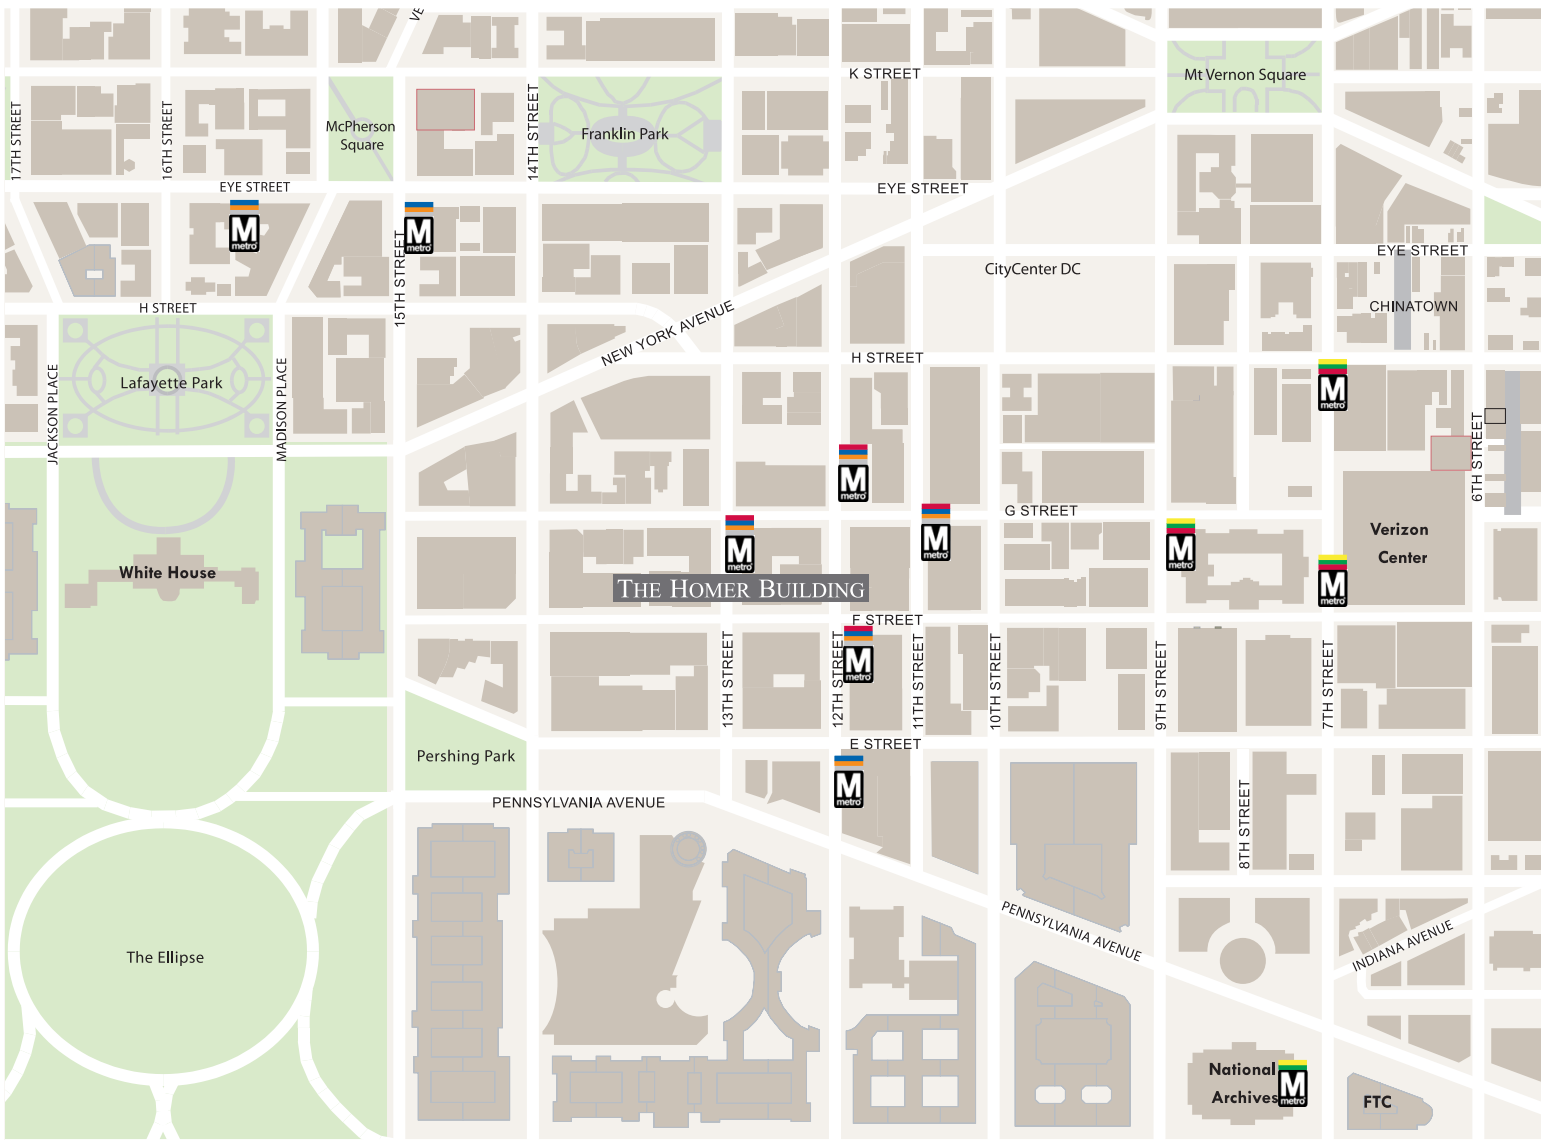 VE
K STREET
Mt Vernon Square
17TH STREET
16TH STREET
McPherson
Square
14TH STREET
Franklin Park
EYE STREET
EYE STREET
M
metro
M
metro
15TH STREET
EYE STREET
CityCenter DC
H STREET
CHINATOWN
NEW YORK AVENUE
H STREET
JACKSON PLACE
Lafayette Park
MADISON PLACE
M
metro
6TH STREET
M
metro
G STREET
M
metro
M
metro
M
metro
Verizon
Center
White House
M
metro
THE HOMER BUILDING
F STREET
13TH STREET
12TH STREET
M
metro
11TH STREET
10TH STREET
9TH STREET
7TH STREET
E STREET
Pershing Park
M
metro
PENNSYLVANIA AVENUE
8TH STREET
PENNSYLVANIA AVENUE
INDIANA AVENUE
The Ellipse
National
Archives
M
metro
FTC